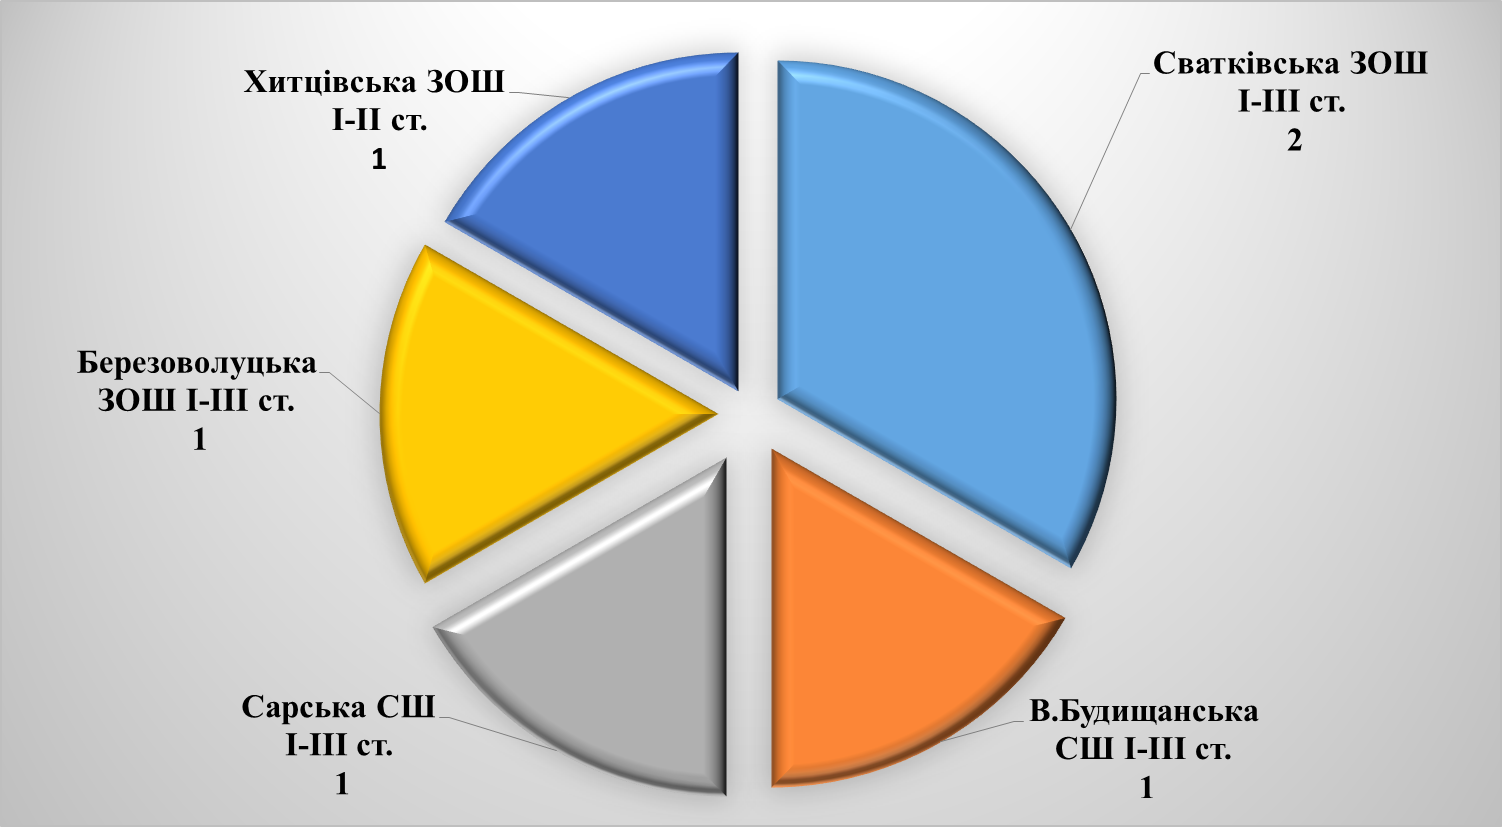 Хитцівська ЗОШ
І-ІІ ст.
1
Сватківська ЗОШ
І-ІІІ ст.
2
Березоволуцька
ЗОШ І-ІІІ ст.
1
Сарська СШ
І-ІІІ ст.
1
В.Будищанська
СШ І-ІІІ ст.
1